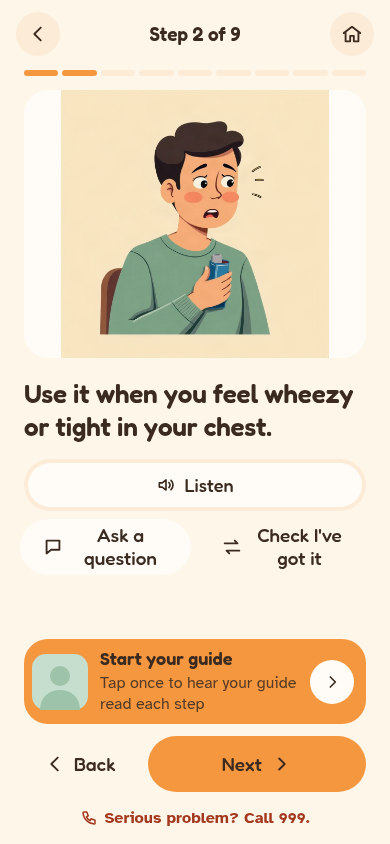 Step 2 of 9
Use it when you feel wheezy
or tight in your chest.
Listen
Ask a
question
Check I've
got it
Start your guide
Tap once to hear your guide
read each step
Back
Next
Serious problem? Call 999.